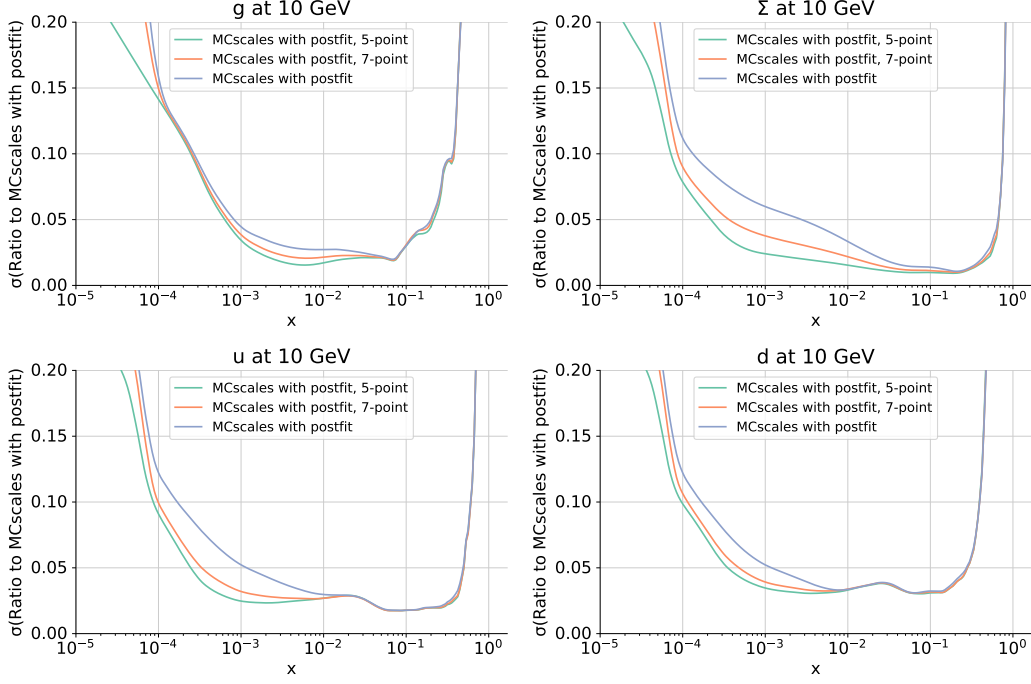 g at 10 GeV
σ(Ratio to MCscales with postfit)
0.20
0.15
0.10
0.05
0.00
MCscales with postfit, 5-point
MCscales with postfit, 7-point
MCscales with postfit
10⁻⁵ 10⁻⁴ 10⁻³ 10⁻² 10⁻¹ 10⁰
x
Σ at 10 GeV
σ(Ratio to MCscales with postfit)
0.20
0.15
0.10
0.05
0.00
MCscales with postfit, 5-point
MCscales with postfit, 7-point
MCscales with postfit
10⁻⁵ 10⁻⁴ 10⁻³ 10⁻² 10⁻¹ 10⁰
x
u at 10 GeV
σ(Ratio to MCscales with postfit)
0.20
0.15
0.10
0.05
0.00
MCscales with postfit, 5-point
MCscales with postfit, 7-point
MCscales with postfit
10⁻⁵ 10⁻⁴ 10⁻³ 10⁻² 10⁻¹ 10⁰
x
d at 10 GeV
σ(Ratio to MCscales with postfit)
0.20
0.15
0.10
0.05
0.00
MCscales with postfit, 5-point
MCscales with postfit, 7-point
MCscales with postfit
10⁻⁵ 10⁻⁴ 10⁻³ 10⁻² 10⁻¹ 10⁰
x